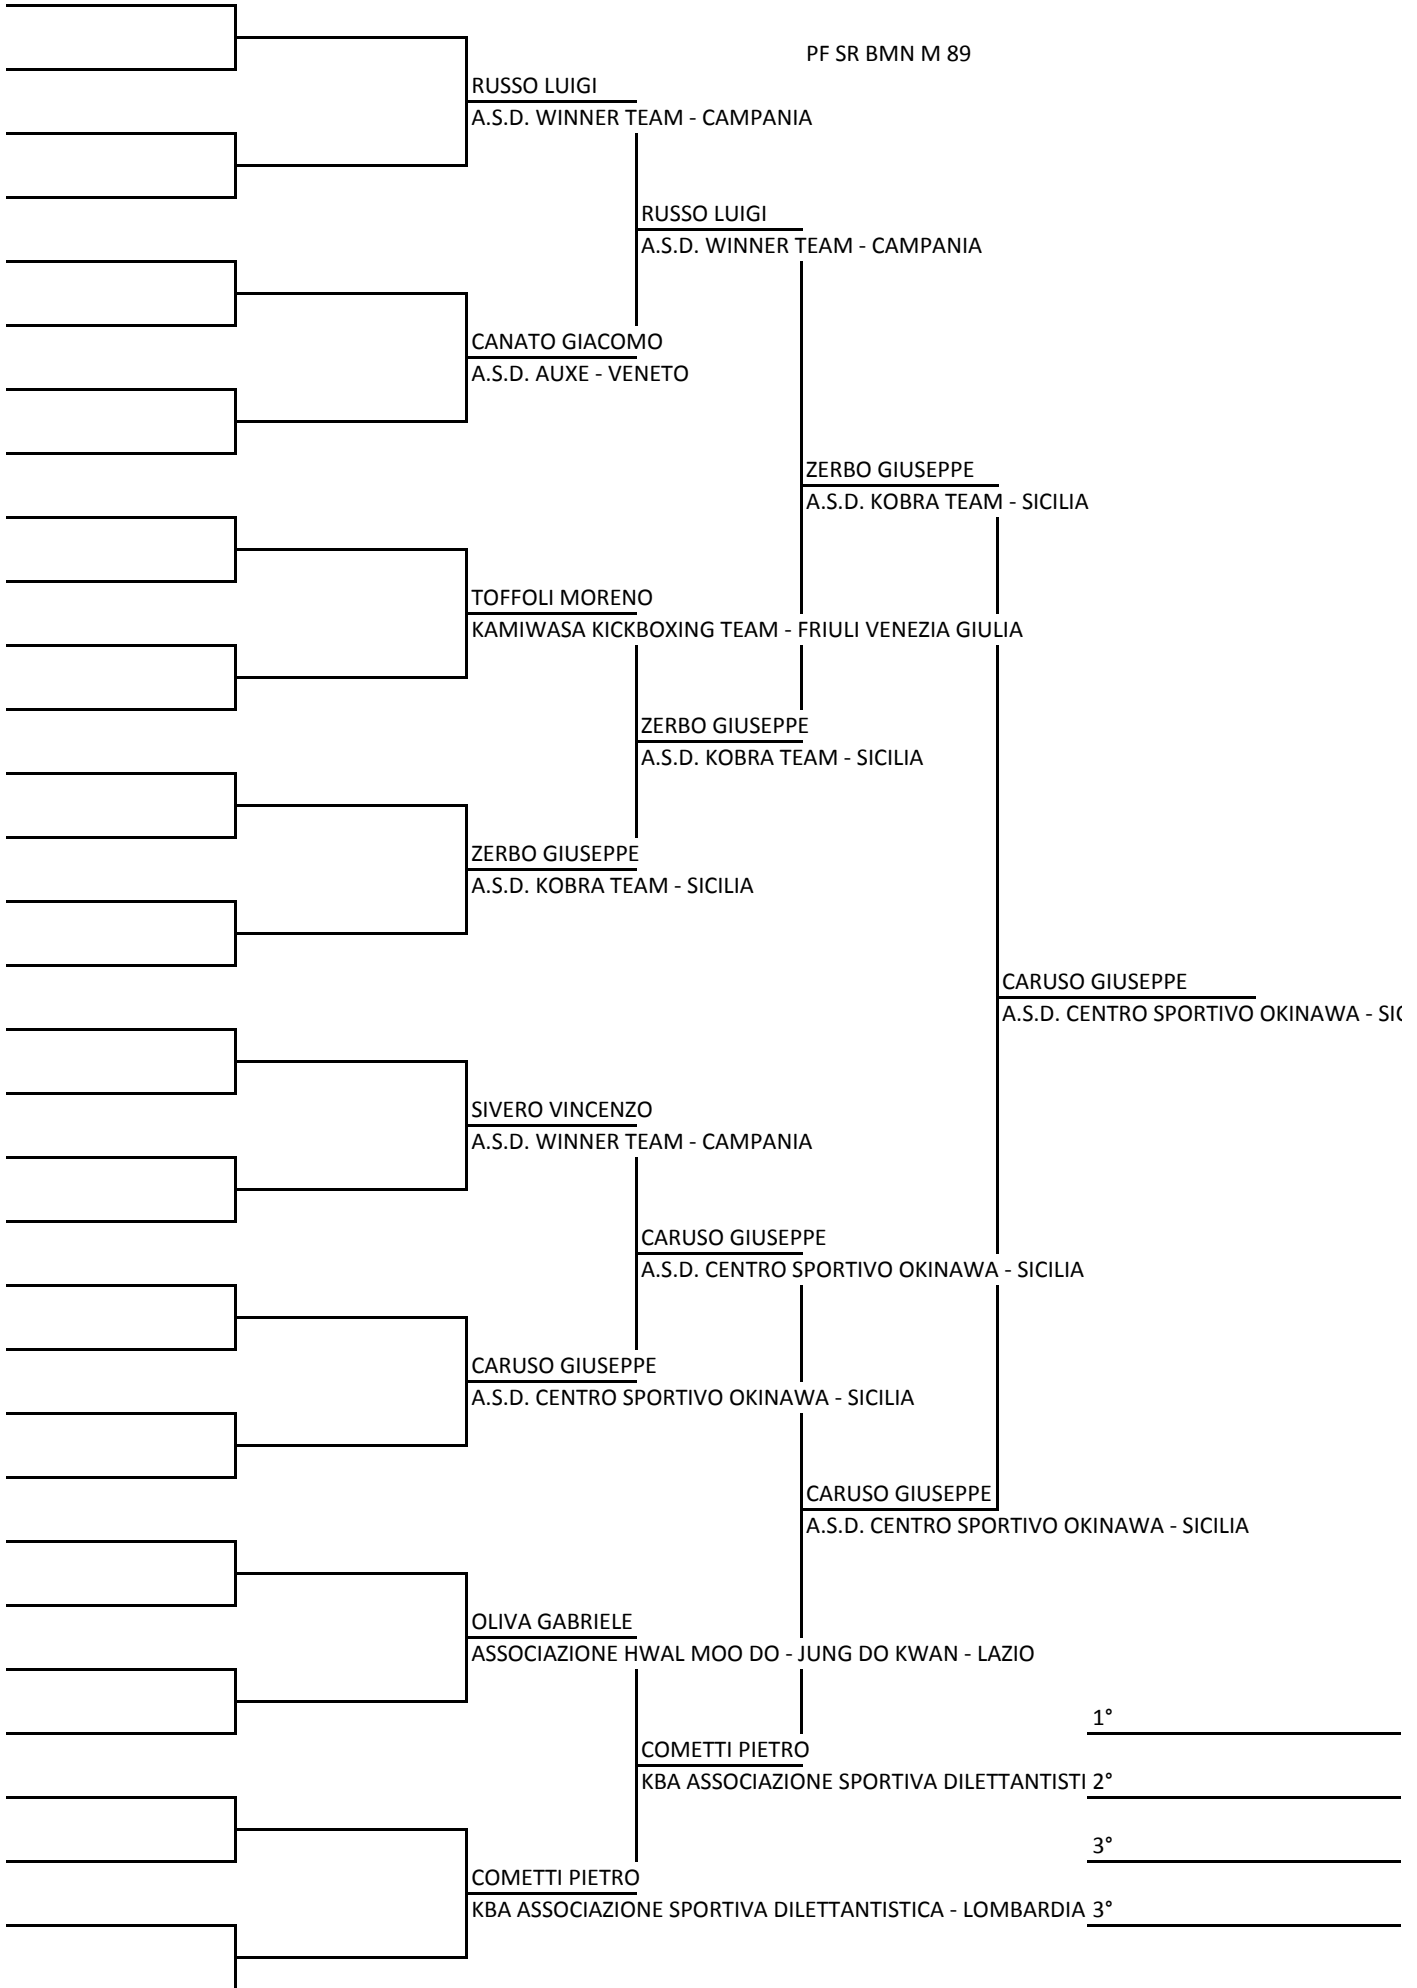 PF SR BMN M 89
RUSSO LUIGI
A.S.D. WINNER TEAM - CAMPANIA
RUSSO LUIGI
A.S.D. WINNER TEAM - CAMPANIA
CANATO GIACOMO
A.S.D. AUXE - VENETO
ZERBO GIUSEPPE
A.S.D. KOBRA TEAM - SICILIA
TOFFOLI MORENO
KAMIWASA KICKBOXING TEAM - FRIULI VENEZIA GIULIA
ZERBO GIUSEPPE
A.S.D. KOBRA TEAM - SICILIA
ZERBO GIUSEPPE
A.S.D. KOBRA TEAM - SICILIA
CARUSO GIUSEPPE
A.S.D. CENTRO SPORTIVO OKINAWA - SIC
SIVERO VINCENZO
A.S.D. WINNER TEAM - CAMPANIA
CARUSO GIUSEPPE
A.S.D. CENTRO SPORTIVO OKINAWA - SICILIA
CARUSO GIUSEPPE
A.S.D. CENTRO SPORTIVO OKINAWA - SICILIA
CARUSO GIUSEPPE
A.S.D. CENTRO SPORTIVO OKINAWA - SICILIA
OLIVA GABRIELE
ASSOCIAZIONE HWAL MOO DO - JUNG DO KWAN - LAZIO
1°
COMETTI PIETRO
KBA ASSOCIAZIONE SPORTIVA DILETTANTISTI 2°
3°
COMETTI PIETRO
KBA ASSOCIAZIONE SPORTIVA DILETTANTISTICA - LOMBARDIA 3°